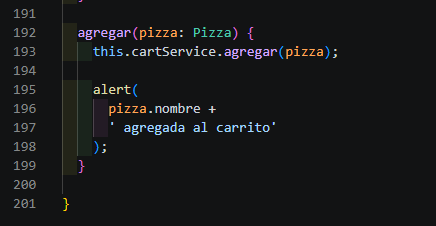 191
192 agregar(pizza: Pizza) {
193 this.cartService.agregar(pizza);
194
195 alert(
196 pizza.nombre +
197 ' agregada al carrito'
198 );
199 }
200
201 }